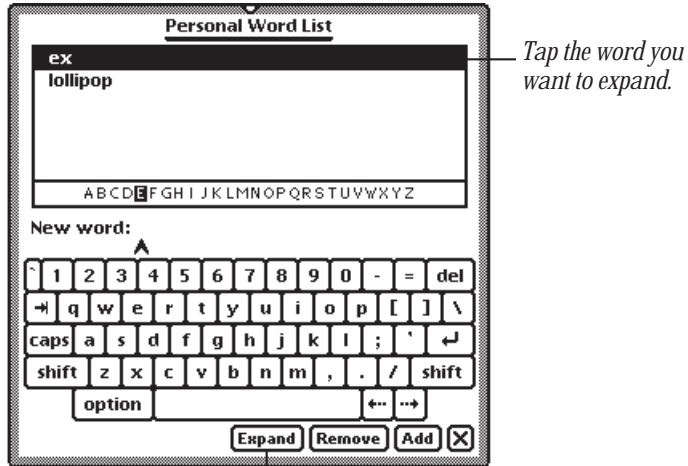 Personal Word List
ex
lollipop
Tap the word you
want to expand.
A B C D E F G H I J K L M N O P Q R S T U V W X Y Z
New word:
` 1 2 3 4 5 6 7 8 9 0 - = del
⇥ q w e r t y u i o p [ ] \
caps a s d f g h j k l ; ' ↵
shift z x c v b n m , . / shift
option ⇠ ⇢
Expand Remove Add X